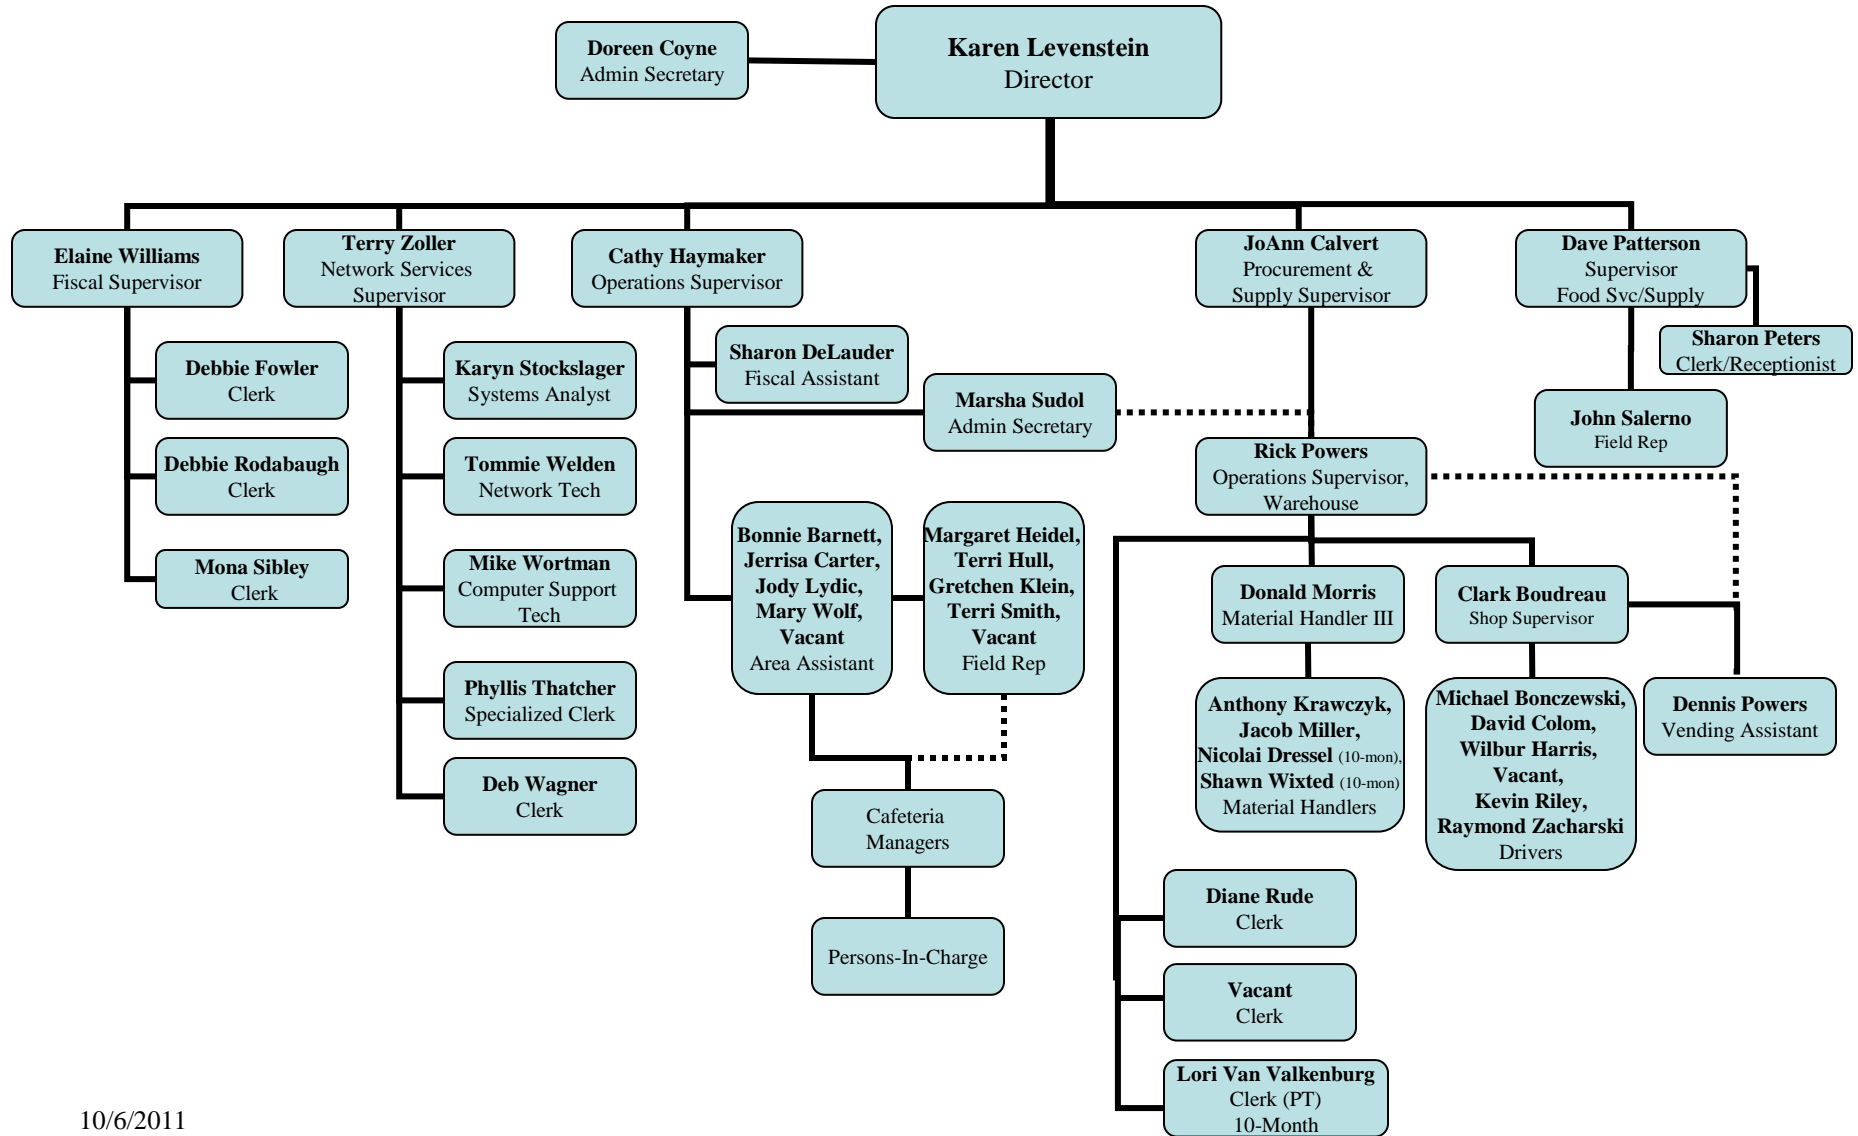 Doreen Coyne
Admin Secretary
Karen Levenstein
Director
Elaine Williams
Fiscal Supervisor
Terry Zoller
Network Services
Supervisor
Cathy Haymaker
Operations Supervisor
JoAnn Calvert
Procurement &
Supply Supervisor
Dave Patterson
Supervisor
Food Svc/Supply
Sharon Peters
Clerk/Receptionist
Debbie Fowler
Clerk
Debbie Rodabaugh
Clerk
Mona Sibley
Clerk
Karyn Stockslager
Systems Analyst
Tommie Welden
Network Tech
Mike Wortman
Computer Support
Tech
Phyllis Thatcher
Specialized Clerk
Deb Wagner
Clerk
Sharon DeLauder
Fiscal Assistant
Marsha Sudol
Admin Secretary
Bonnie Barnett,
Jerrisa Carter,
Jody Lydic,
Mary Wolf,
Vacant
Area Assistant
Margaret Heidel,
Terri Hull,
Gretchen Klein,
Terri Smith,
Vacant
Field Rep
Cafeteria
Managers
Persons-In-Charge
Rick Powers
Operations Supervisor,
Warehouse
John Salerno
Field Rep
Donald Morris
Material Handler III
Clark Boudreau
Shop Supervisor
Anthony Krawczyk,
Jacob Miller,
Nicolai Dressel (10-mon),
Shawn Wixted (10-mon)
Material Handlers
Michael Bonczewski,
David Colom,
Wilbur Harris,
Vacant,
Kevin Riley,
Raymond Zacharski
Drivers
Dennis Powers
Vending Assistant
Diane Rude
Clerk
Vacant
Clerk
Lori Van Valkenburg
Clerk (PT)
10-Month
10/6/2011